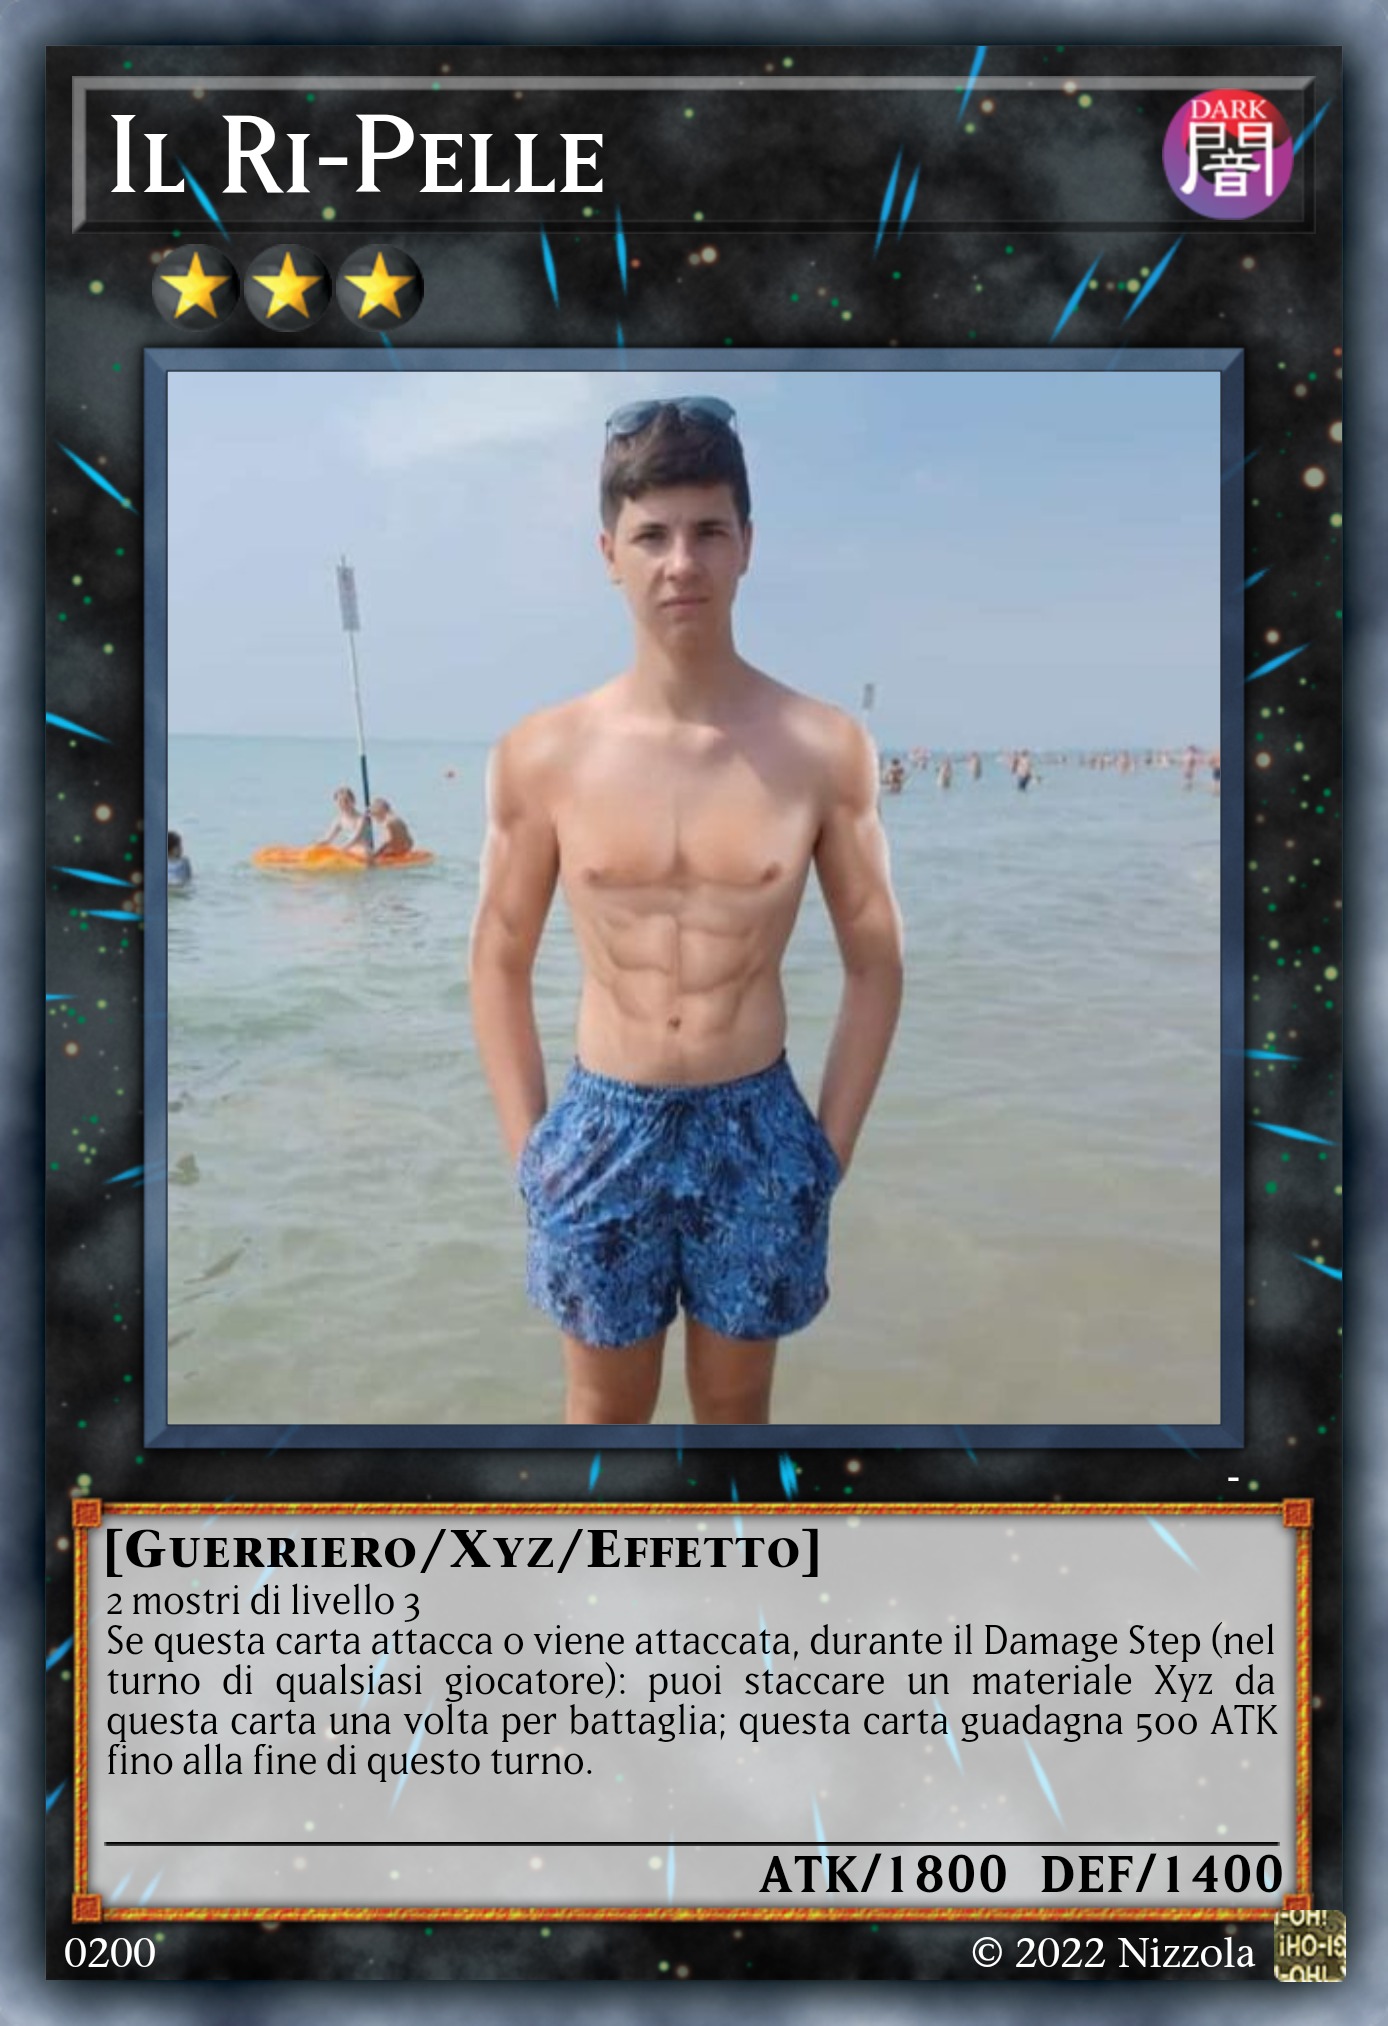 Il Ri-Pelle
DARK
闇
-
[Guerriero/Xyz/Effetto]
2 mostri di livello 3
Se questa carta attacca o viene attaccata, durante il Damage Step (nel
turno di qualsiasi giocatore): puoi staccare un materiale Xyz da
questa carta una volta per battaglia; questa carta guadagna 500 ATK
fino alla fine di questo turno.
ATK/1800 DEF/1400
0200
© 2022 Nizzola
-OH!